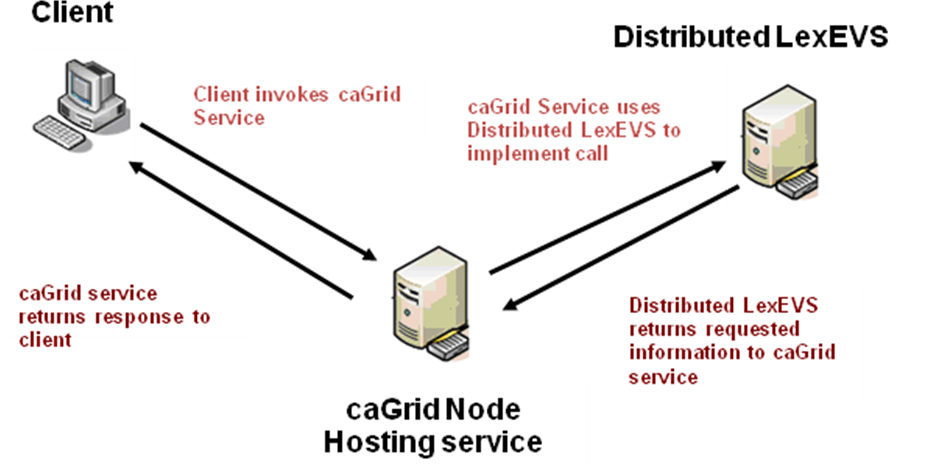 Client
Distributed LexEVS
Client invokes caGrid
Service
caGrid Service uses
Distributed LexEVS to
implement call
caGrid service
returns response to
client
Distributed LexEVS
returns requested
information to caGrid
service
caGrid Node
Hosting service